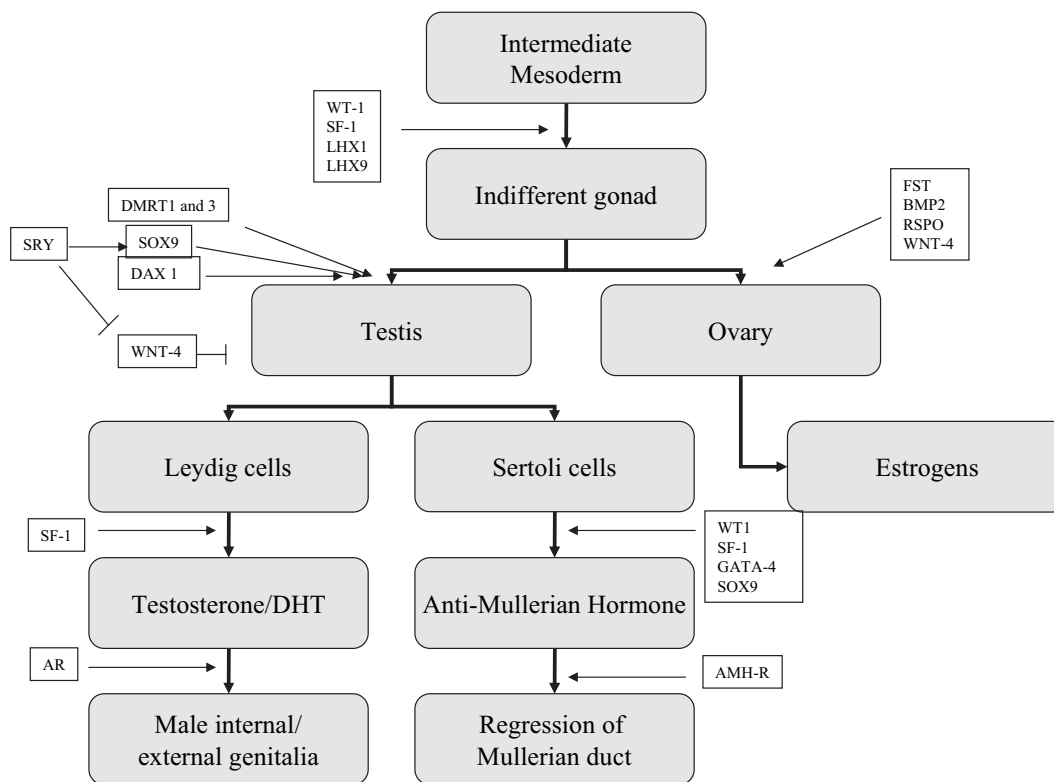 Intermediate
Mesoderm
WT-1
SF-1
LHX1
LHX9
Indifferent gonad
FST
BMP2
RSPO
WNT-4
DMRT1 and 3
SRY
SOX9
DAX 1
WNT-4
Testis
Ovary
Leydig cells
Sertoli cells
Estrogens
SF-1
WT1
SF-1
GATA-4
SOX9
Testosterone/DHT
Anti-Mullerian Hormone
AR
AMH-R
Male internal/
external genitalia
Regression of
Mullerian duct